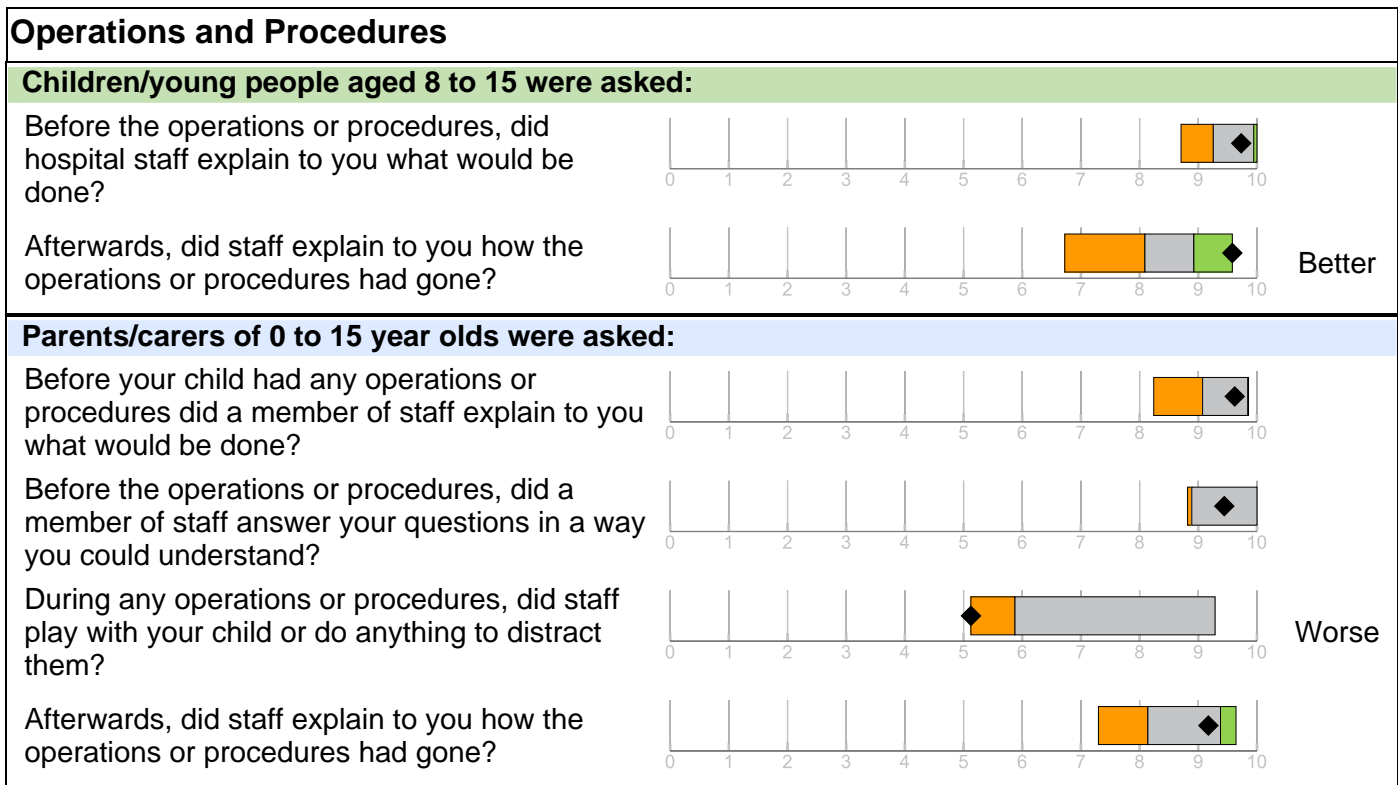 Operations and Procedures
Children/young people aged 8 to 15 were asked:
Before the operations or procedures, did
hospital staff explain to you what would be
done?
0 1 2 3 4 5 6 7 8 9 10
Afterwards, did staff explain to you how the
operations or procedures had gone?
0 1 2 3 4 5 6 7 8 9 10
Better
Parents/carers of 0 to 15 year olds were asked:
Before your child had any operations or
procedures did a member of staff explain to you
what would be done?
0 1 2 3 4 5 6 7 8 9 10
Before the operations or procedures, did a
member of staff answer your questions in a way
you could understand?
0 1 2 3 4 5 6 7 8 9 10
During any operations or procedures, did staff
play with your child or do anything to distract
them?
0 1 2 3 4 5 6 7 8 9 10
Worse
Afterwards, did staff explain to you how the
operations or procedures had gone?
0 1 2 3 4 5 6 7 8 9 10